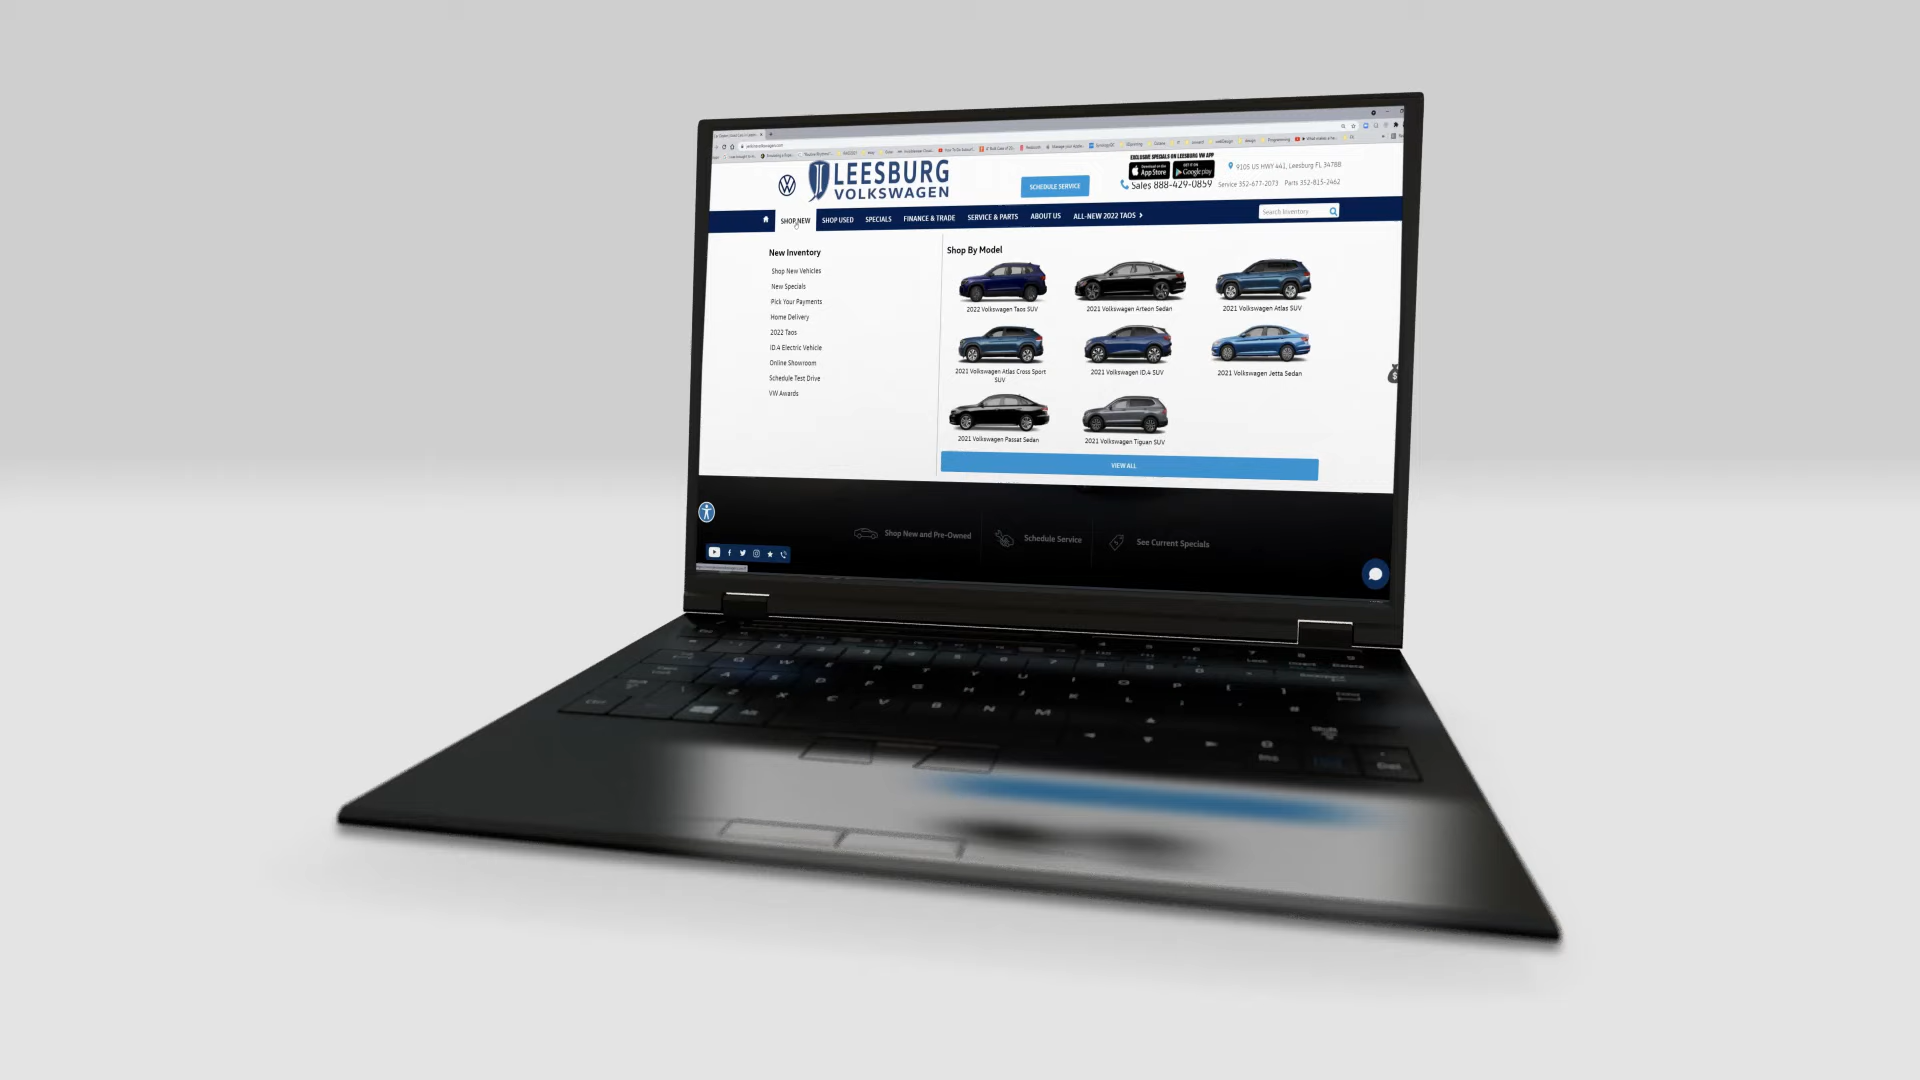 LEESBURG
VOLKSWAGEN
SCHEDULE SERVICE
EXCLUSIVE SPECIALS ON LEESBURG VW APP
Download on the App Store
GET IT ON Google play
Sales 888-429-0859
9105 US HWY 441, Leesburg FL 34788
Service 352-677-2073 Parts 352-815-2462
SHOP NEW SHOP USED SPECIALS FINANCE & TRADE SERVICE & PARTS ABOUT US ALL-NEW 2022 TAOS
Search Inventory
New Inventory
Shop New Vehicles
New Specials
Pick Your Payments
Home Delivery
2022 Taos
ID.4 Electric Vehicle
Online Showroom
Schedule Test Drive
VW Awards
Shop By Model
2022 Volkswagen Taos SUV
2021 Volkswagen Arteon Sedan
2021 Volkswagen Atlas SUV
2021 Volkswagen Atlas Cross Sport
SUV
2021 Volkswagen ID.4 SUV
2021 Volkswagen Jetta Sedan
2021 Volkswagen Passat Sedan
2021 Volkswagen Tiguan SUV
VIEW ALL
Shop New and Pre-Owned
Schedule Service
See Current Specials
Q W E R T Y U I O P
A S D F G H J K L
Z X C V B N M